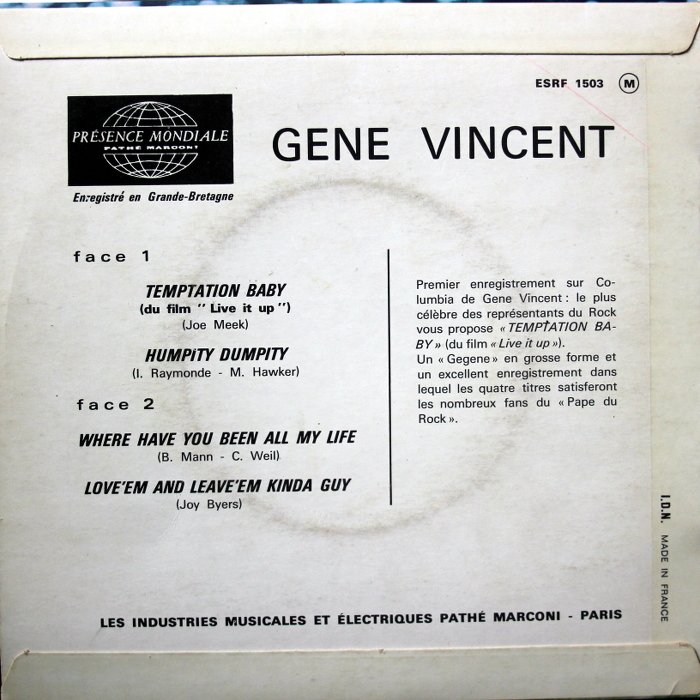 ESRF 1503 M
PRÉSENCE MONDIALE
PATHÉ MARCONI
GENE VINCENT
Enregistré en Grande-Bretagne
face 1
TEMPTATION BABY
(du film " Live it up ")
(Joe Meek)
HUMPITY DUMPITY
(I. Raymonde - M. Hawker)
face 2
WHERE HAVE YOU BEEN ALL MY LIFE
(B. Mann - C. Weil)
LOVE'EM AND LEAVE'EM KINDA GUY
(Joy Byers)
Premier enregistrement sur Co-
lumbia de Gene Vincent : le plus
célèbre des représentants du Rock
vous propose « TEMPTATION BA-
BY » (du film « Live it up »).
Un « Gegene » en grosse forme et
un excellent enregistrement dans
lequel les quatre titres satisferont
les nombreux fans du « Pape du
Rock ».
I.D.N. MADE IN FRANCE
LES INDUSTRIES MUSICALES ET ÉLECTRIQUES PATHÉ MARCONI - PARIS